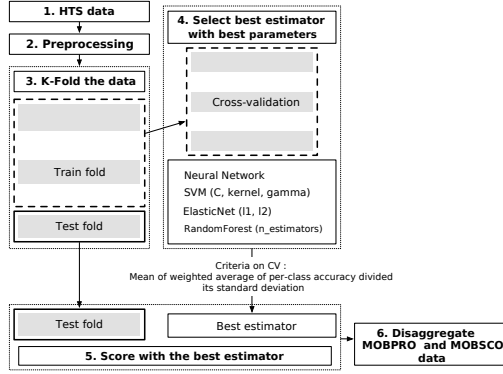 1. HTS data
2. Preprocessing
3. K-Fold the data
Train fold
Test fold
4. Select best estimator
with best parameters
Cross-validation
Neural Network
SVM (C, kernel, gamma)
ElasticNet (l1, l2)
RandomForest (n_estimators)
Criteria on CV :
Mean of weighted average of per-class accuracy divided
its standard deviation
Test fold
Best estimator
5. Score with the best estimator
6. Disaggregate
MOBPRO and MOBSCO
data